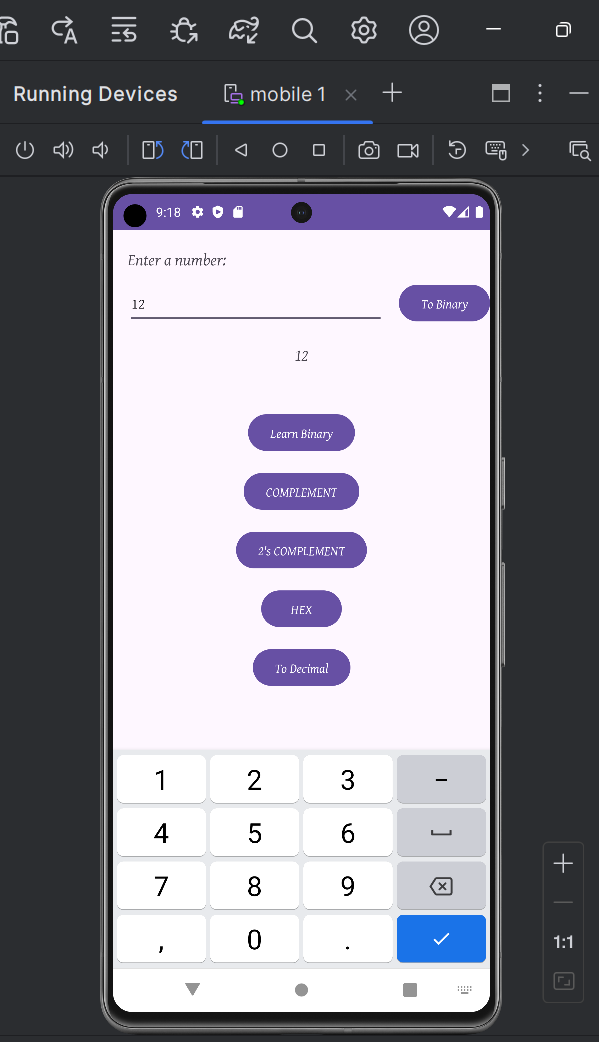 Running Devices
mobile 1
9:18
Enter a number:
12
To Binary
12
Learn Binary
COMPLEMENT
2's COMPLEMENT
HEX
To Decimal
1 2 3 −
4 5 6
7 8 9
, 0 .
1:1